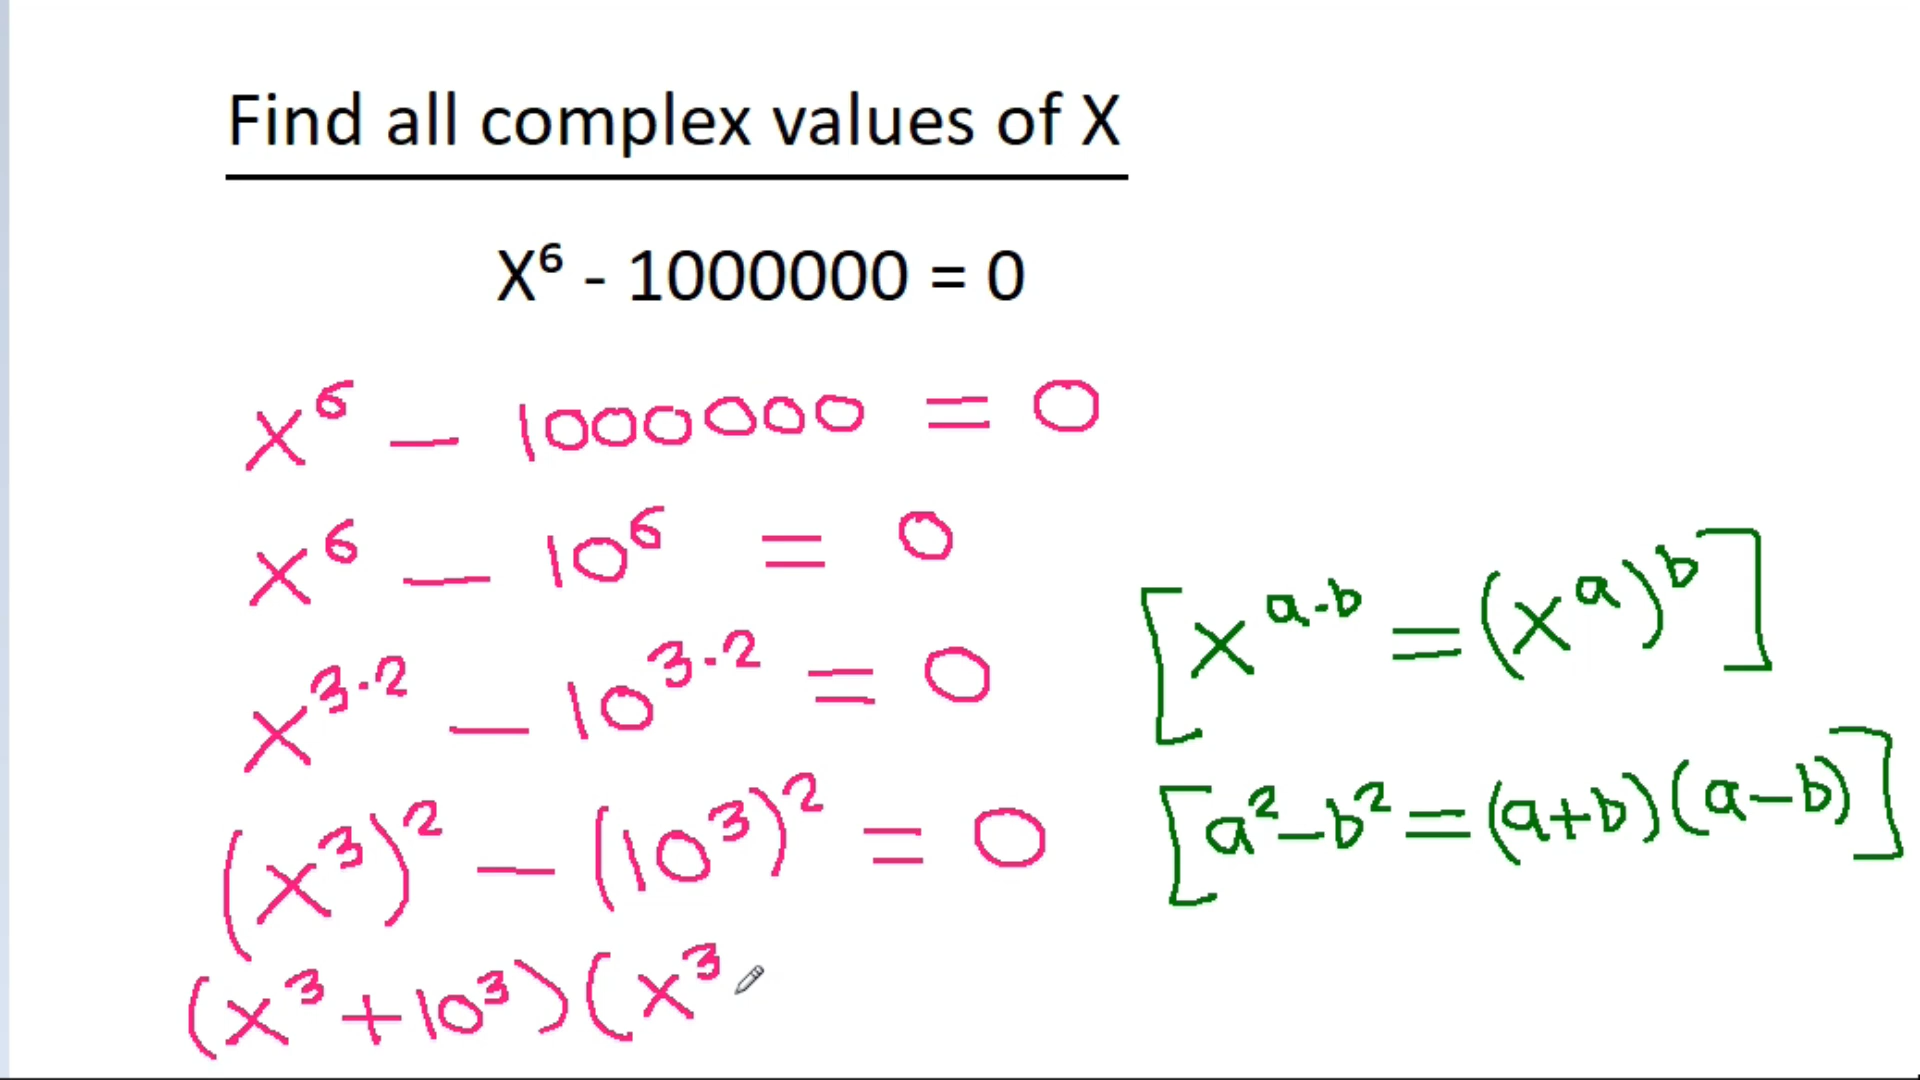 Find all complex values of X
X⁶ - 1000000 = 0
x⁶ - 1000000 = 0
x⁶ - 10⁶ = 0
x³·² - 10³·² = 0
[x^a·b = (x^a)^b]
(x³)² - (10³)² = 0
[a² - b² = (a+b)(a-b)]
(x³ + 10³)(x³